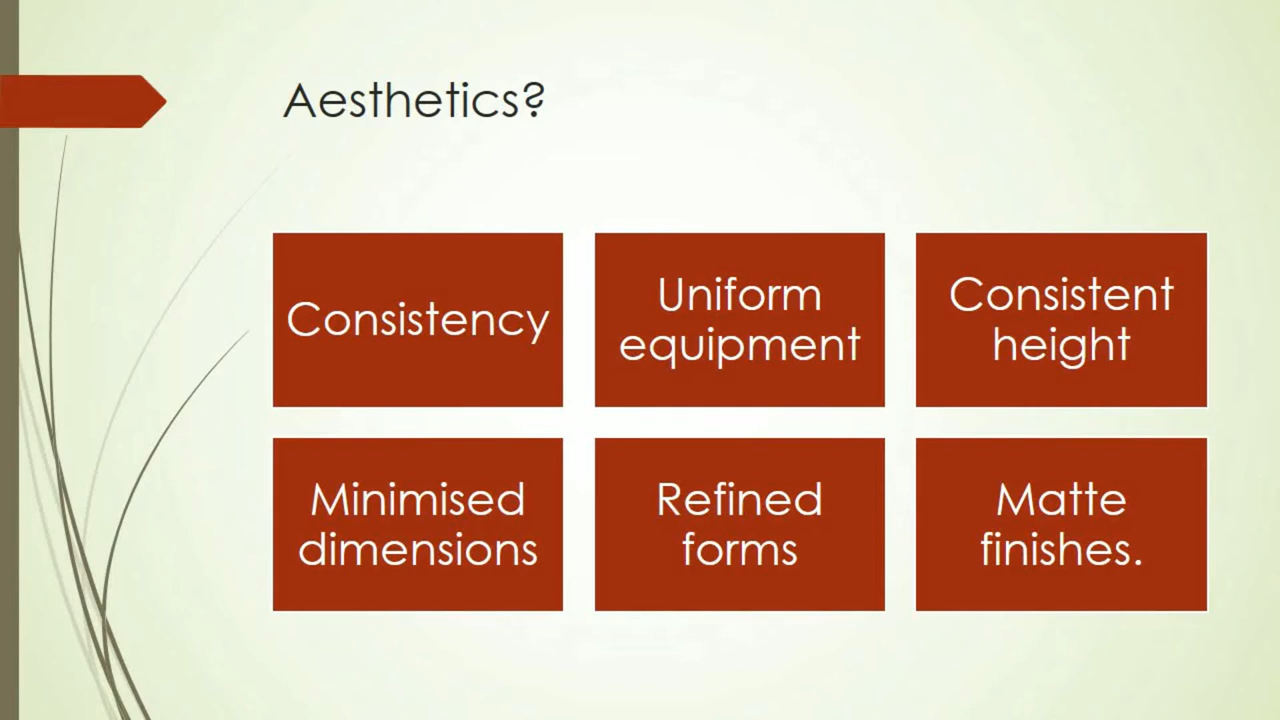 Aesthetics?
Consistency
Uniform
equipment
Consistent
height
Minimised
dimensions
Refined
forms
Matte
finishes.